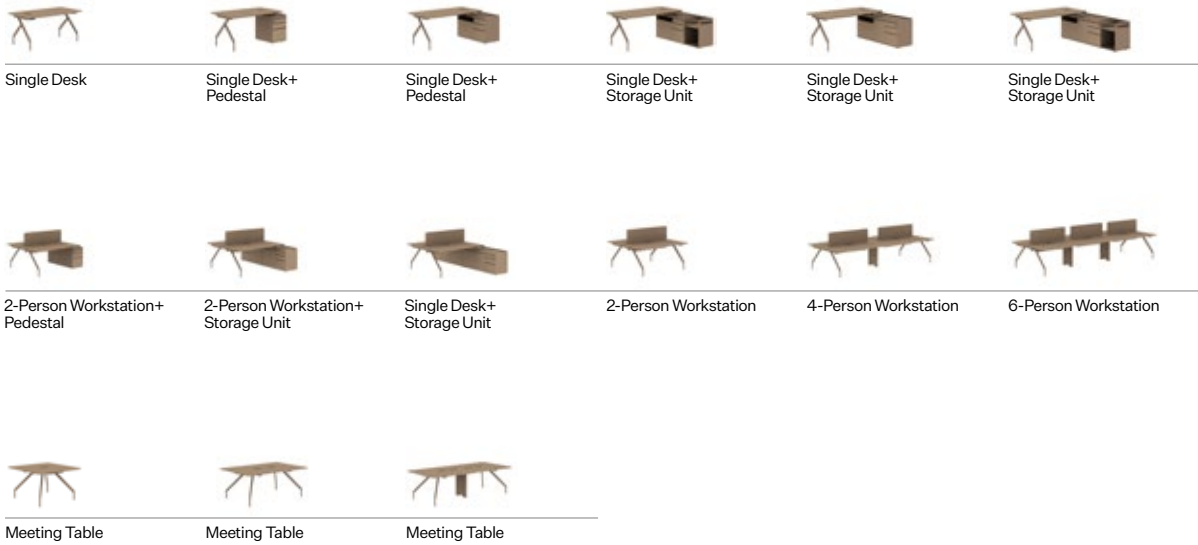 Single Desk
Single Desk+
Pedestal
Single Desk+
Pedestal
Single Desk+
Storage Unit
Single Desk+
Storage Unit
Single Desk+
Storage Unit
2-Person Workstation+
Pedestal
2-Person Workstation+
Storage Unit
Single Desk+
Storage Unit
2-Person Workstation
4-Person Workstation
6-Person Workstation
Meeting Table
Meeting Table
Meeting Table